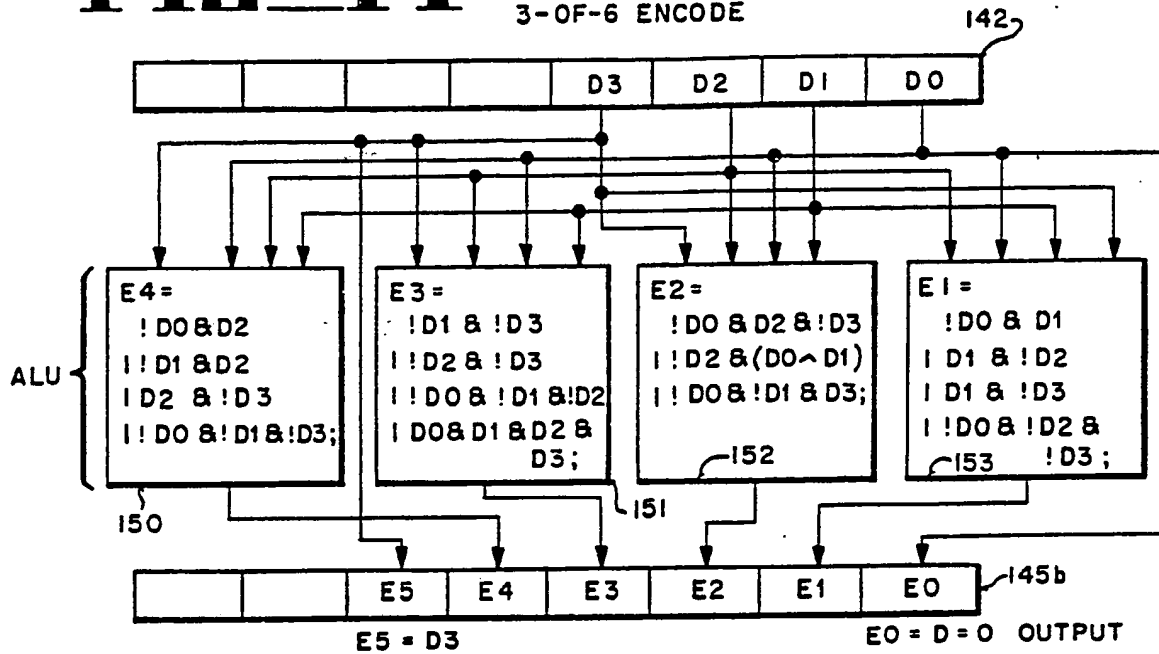 3-OF-6 ENCODE
142
D3 D2 D1 D0
ALU
E4=
!D0&D2
|!D1&D2
|D2 &!D3
|!D0&!D1&!D3;
E3=
!D1 & !D3
|!D2 & !D3
|!D0&!D1&!D2
|D0&D1&D2&
D3;
E2=
!D0&D2&!D3
|!D2&(D0^D1)
|!D0&!D1&D3;
E1=
!D0 & D1
| D1 & !D2
| D1 & !D3
| !D0&!D2&
!D3;
150
151
152
153
E5 E4 E3 E2 E1 E0
145b
E5 = D3
E0 = D=0 OUTPUT